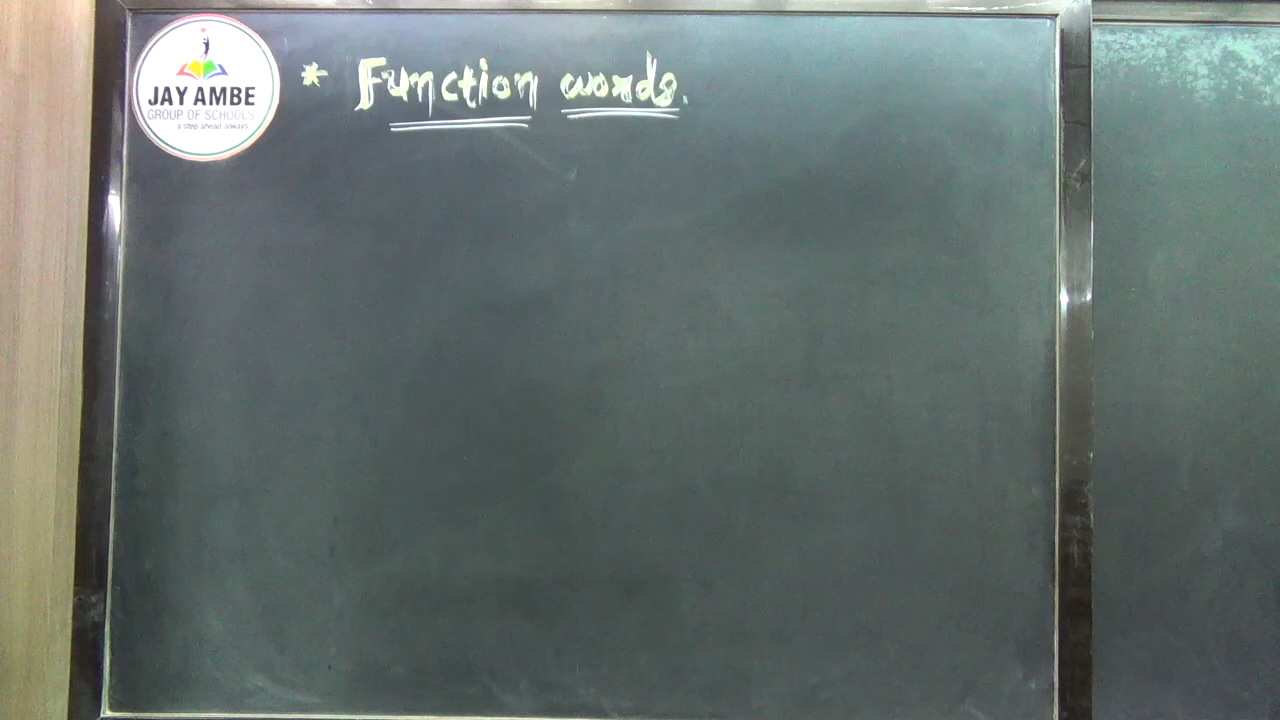 JAY AMBE
GROUP OF SCHOOLS
a step ahead always.
* Function words.